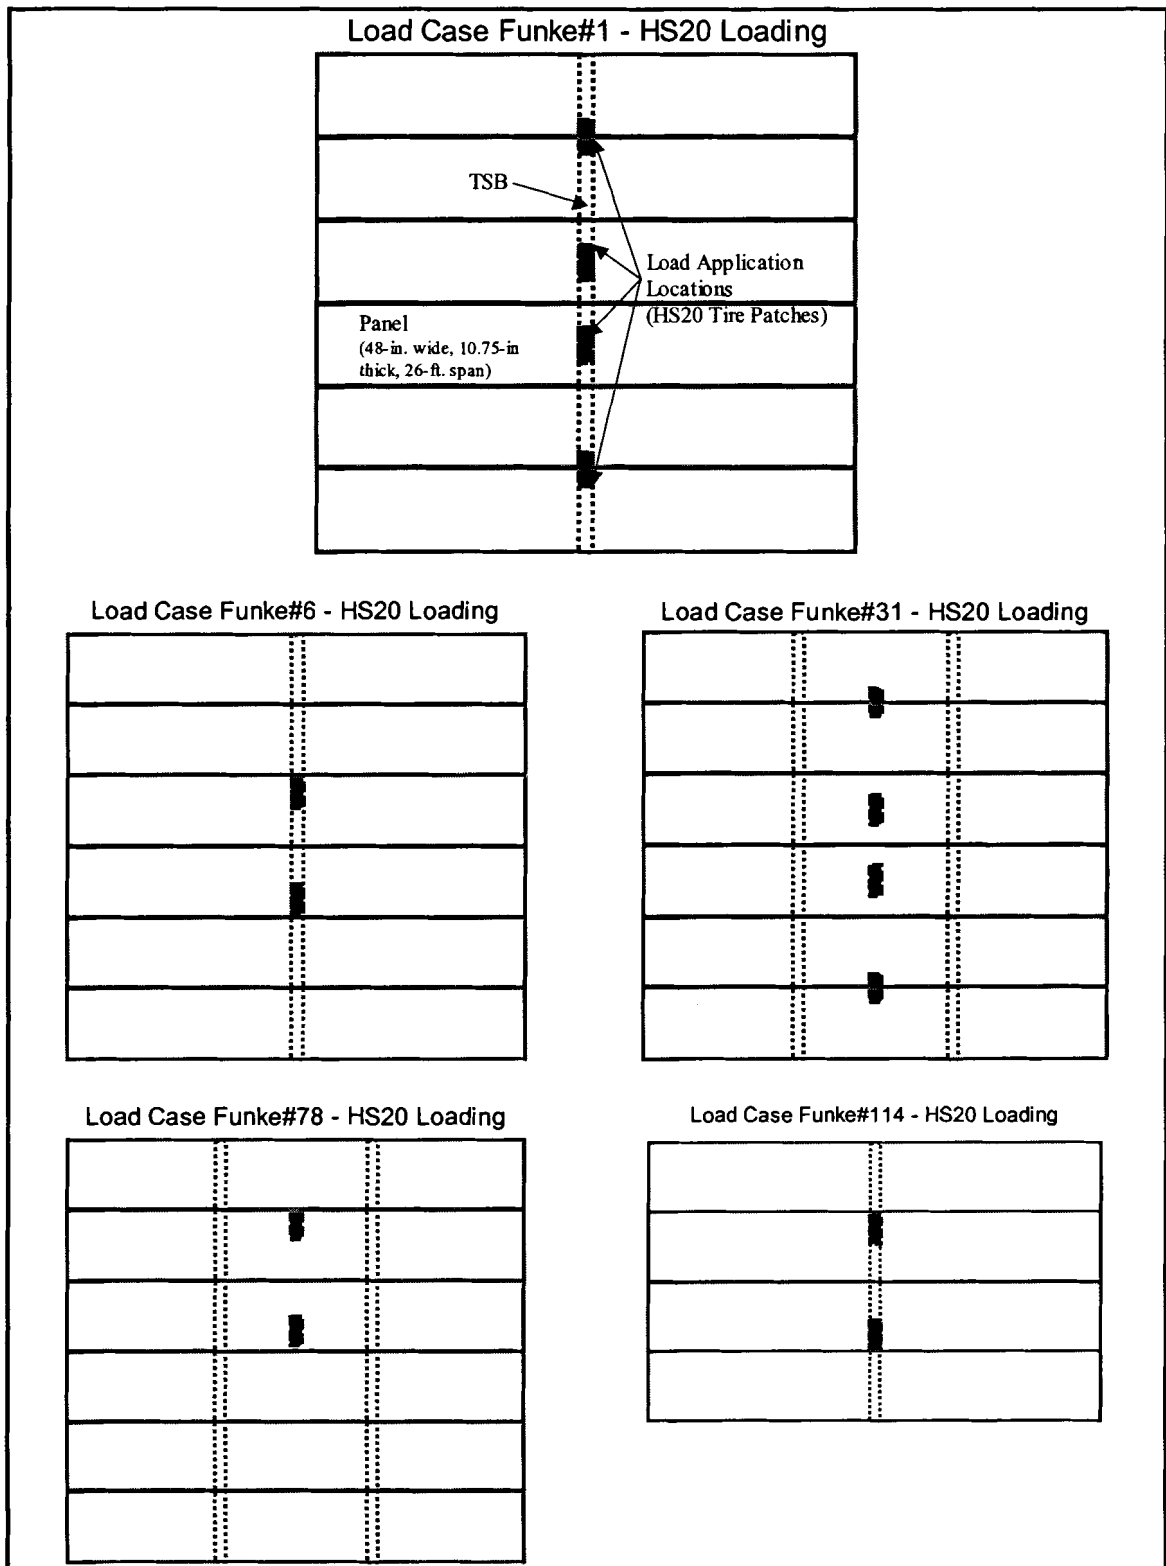 Load Case Funke#1 - HS20 Loading
TSB
Load Application
Locations
(HS20 Tire Patches)
Panel
(48-in. wide, 10.75-in
thick, 26-ft. span)
Load Case Funke#6 - HS20 Loading
Load Case Funke#31 - HS20 Loading
Load Case Funke#78 - HS20 Loading
Load Case Funke#114 - HS20 Loading